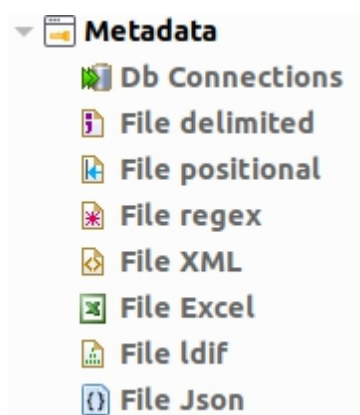 Metadata
Db Connections
File delimited
File positional
File regex
File XML
File Excel
File ldif
File Json